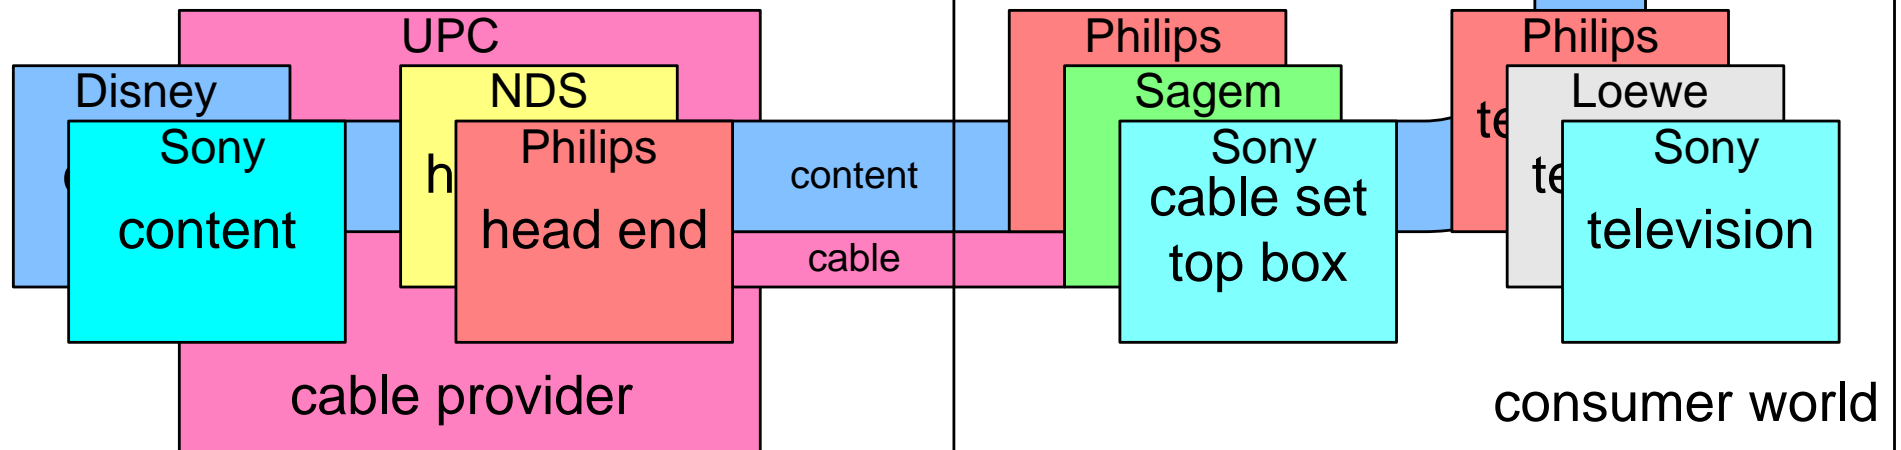 UPC
Disney
NDS
Sony
Philips
content
head end
cable provider
content
cable
Philips
Sagem
Sony
cable set
top box
Philips
Loewe
Sony
television
consumer world